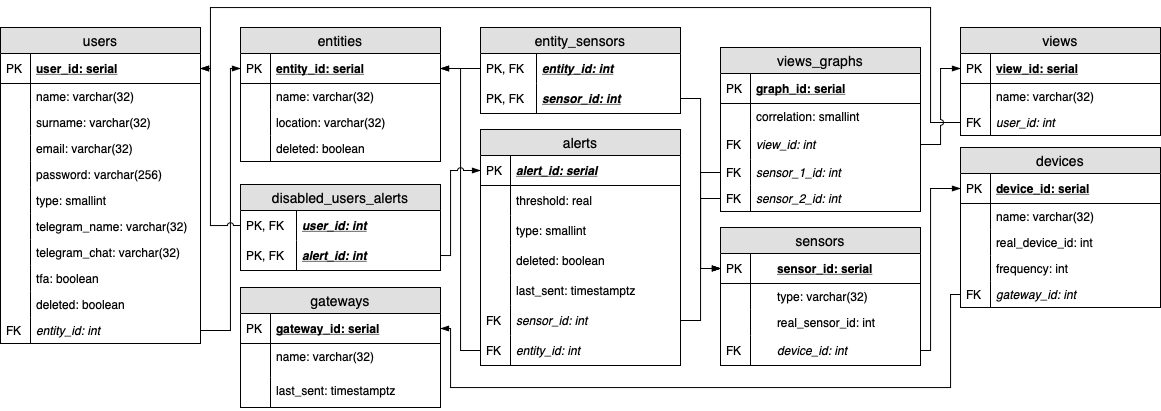 users
PK user_id: serial
name: varchar(32)
surname: varchar(32)
email: varchar(32)
password: varchar(256)
type: smallint
telegram_name: varchar(32)
telegram_chat: varchar(32)
tfa: boolean
deleted: boolean
FK entity_id: int
entities
PK entity_id: serial
name: varchar(32)
location: varchar(32)
deleted: boolean
disabled_users_alerts
PK, FK user_id: int
PK, FK alert_id: int
gateways
PK gateway_id: serial
name: varchar(32)
last_sent: timestamptz
entity_sensors
PK, FK entity_id: int
PK, FK sensor_id: int
alerts
PK alert_id: serial
threshold: real
type: smallint
deleted: boolean
last_sent: timestamptz
FK sensor_id: int
FK entity_id: int
views_graphs
PK graph_id: serial
correlation: smallint
FK view_id: int
FK sensor_1_id: int
FK sensor_2_id: int
sensors
PK sensor_id: serial
type: varchar(32)
real_sensor_id: int
FK device_id: int
views
PK view_id: serial
name: varchar(32)
FK user_id: int
devices
PK device_id: serial
name: varchar(32)
real_device_id: int
frequency: int
FK gateway_id: int